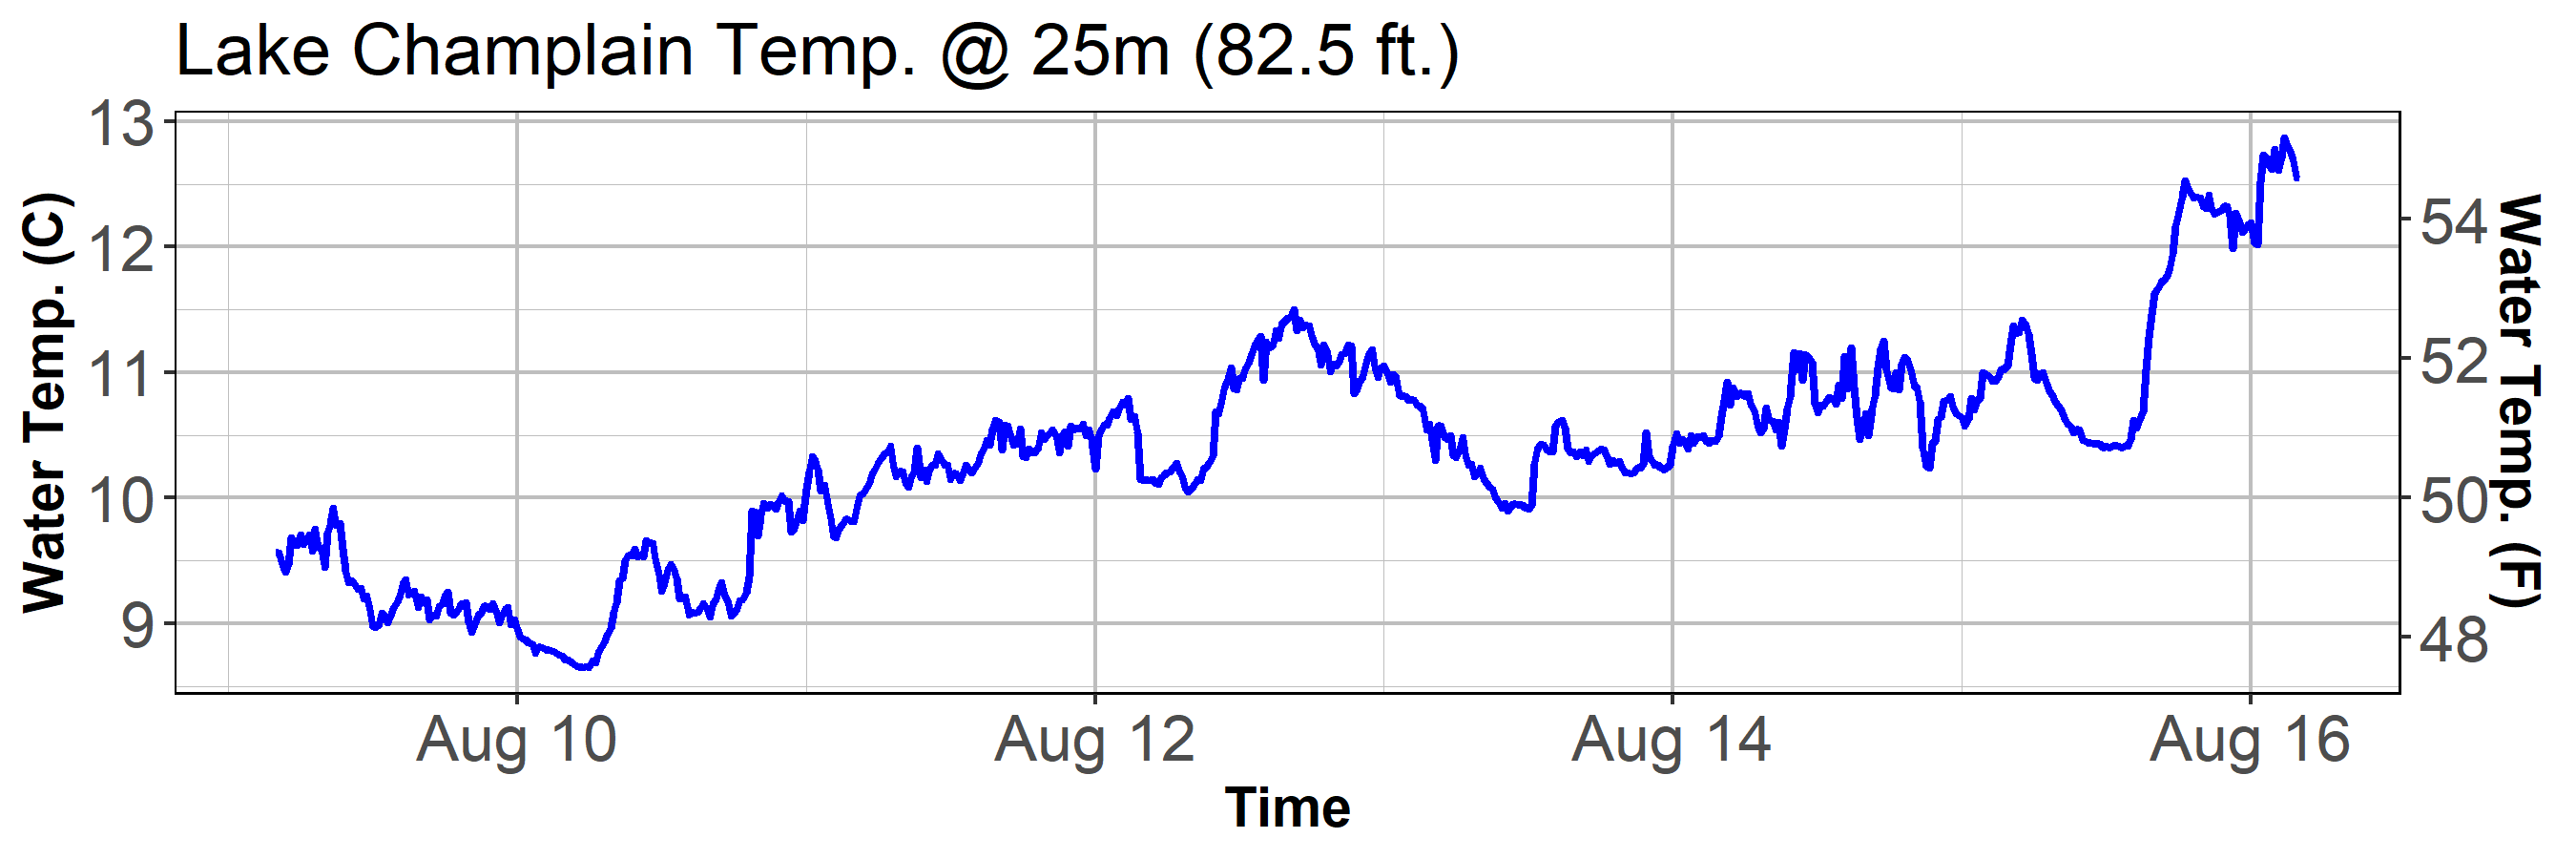 Lake Champlain Temp. @ 25m (82.5 ft.)
Water Temp. (C)
13
12
11
10
9
54
52
50
48
Water Temp. (F)
Aug 10
Aug 12
Aug 14
Aug 16
Time